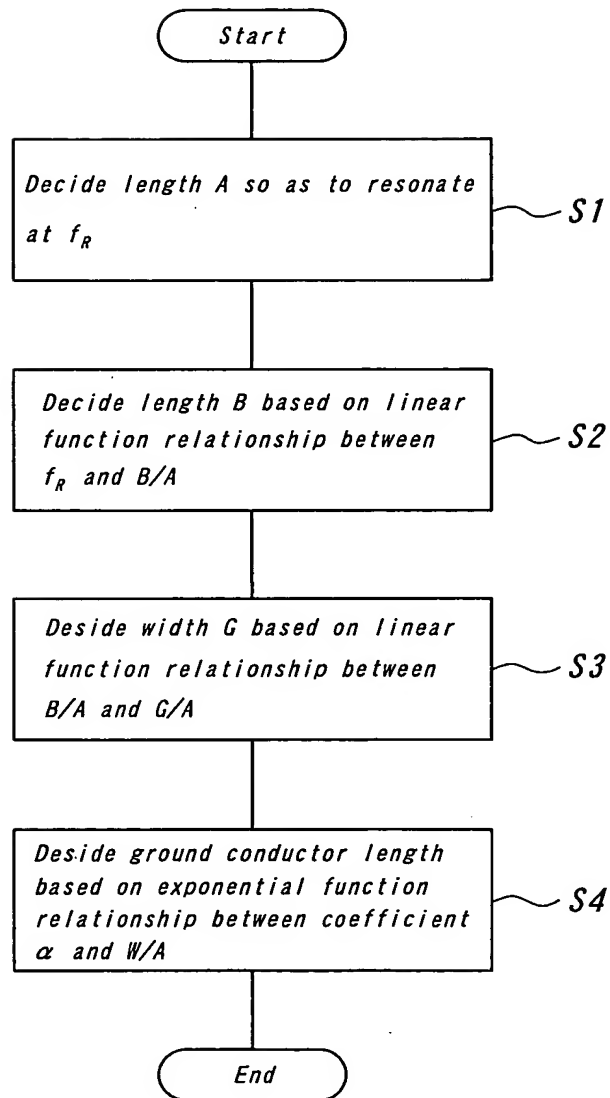 Start
Decide length A so as to resonate
at fR
S1
Decide length B based on linear
function relationship between
fR and B/A
S2
Deside width G based on linear
function relationship between
B/A and G/A
S3
Deside ground conductor length
based on exponential function
relationship between coefficient
α and W/A
S4
End